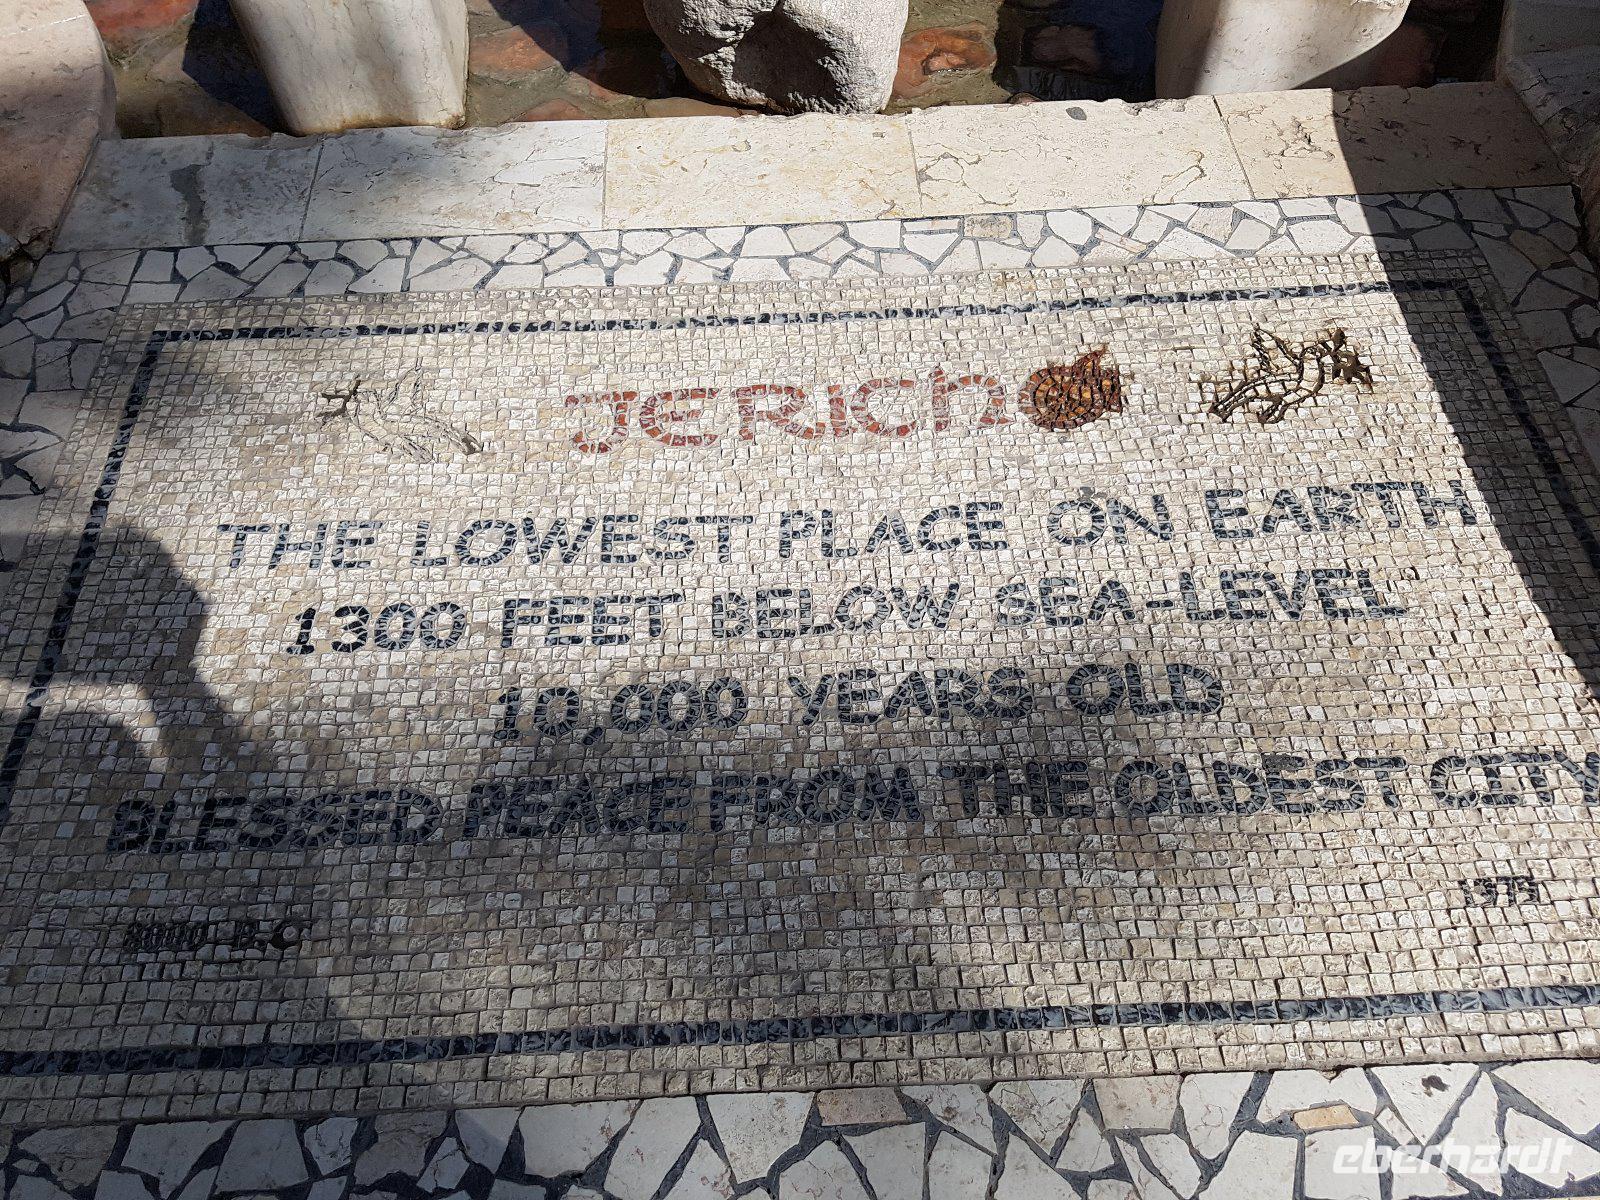 JERICHO
THE LOWEST PLACE ON EARTH
1300 FEET BELOW SEA-LEVEL
10,000 YEARS OLD
BLESSED PEACE FROM THE OLDEST CITY
8000 B.C
eberhardt